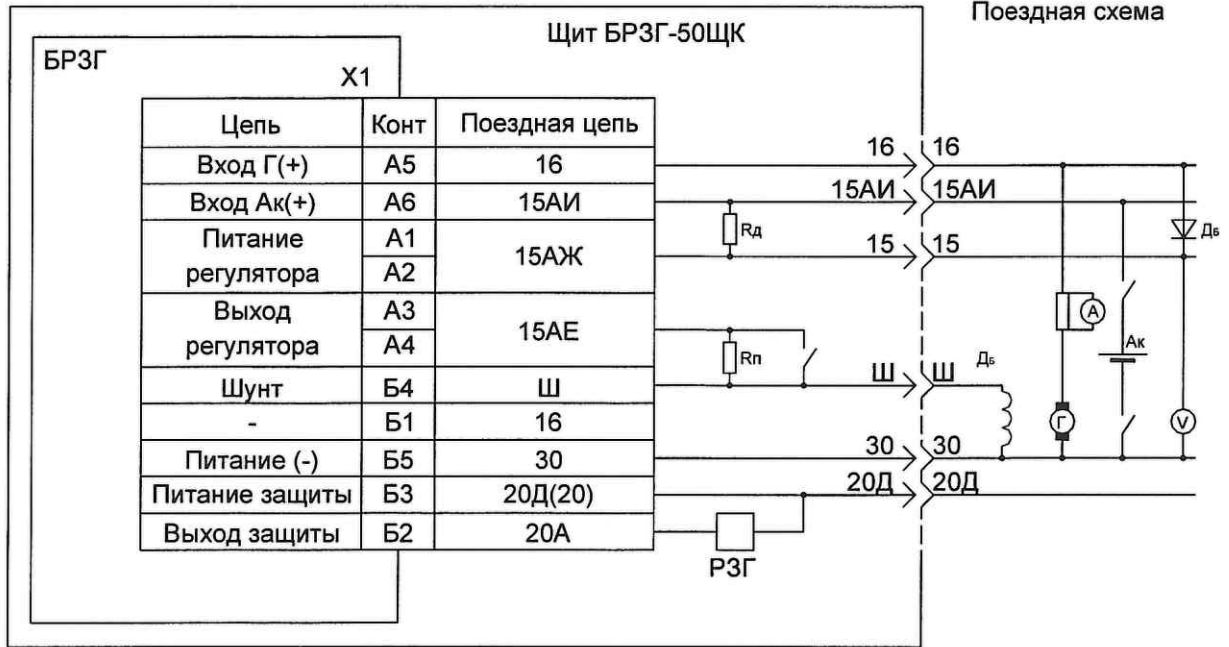 Поездная схема
Щит БРЗГ-50ЩК
БРЗГ
X1
Цепь Конт Поездная цепь
Вход Г(+) А5 16
Вход Ак(+) А6 15АИ
Питание регулятора А1 А2 15АЖ
Выход регулятора А3 А4 15АЕ
Шунт Б4 Ш
- Б1 16
Питание (-) Б5 30
Питание защиты Б3 20Д(20)
Выход защиты Б2 20А
16 16
15АИ 15АИ
Rд
15 15
Дб
А
Ак
Rп
Дб
Ш Ш
Г
V
30 30
20Д 20Д
РЗГ